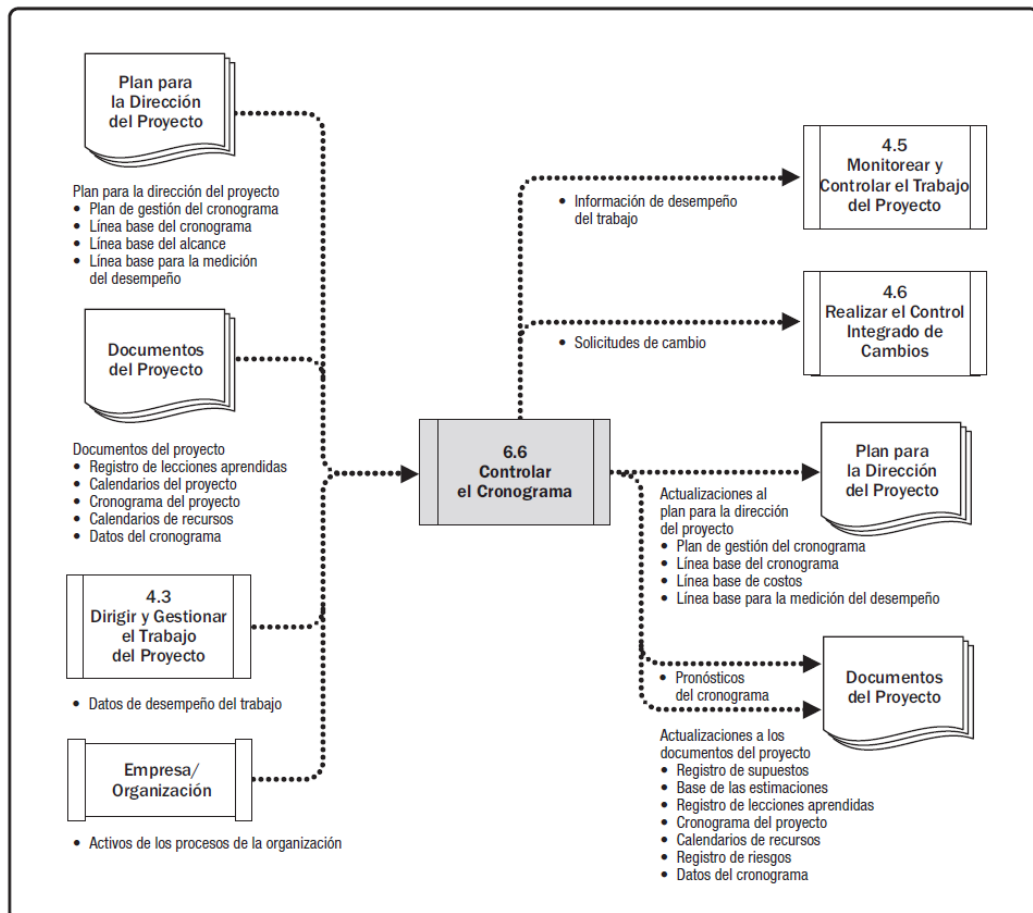 Plan para
la Dirección
del Proyecto
Plan para la dirección del proyecto
• Plan de gestión del cronograma
• Línea base del cronograma
• Línea base del alcance
• Línea base para la medición
del desempeño
Documentos
del Proyecto
Documentos del proyecto
• Registro de lecciones aprendidas
• Calendarios del proyecto
• Cronograma del proyecto
• Calendarios de recursos
• Datos del cronograma
4.3
Dirigir y Gestionar
el Trabajo
del Proyecto
• Datos de desempeño del trabajo
Empresa/
Organización
• Activos de los procesos de la organización
6.6
Controlar
el Cronograma
• Información de desempeño
del trabajo
4.5
Monitorear y
Controlar el Trabajo
del Proyecto
• Solicitudes de cambio
4.6
Realizar el Control
Integrado de
Cambios
Plan para
la Dirección
del Proyecto
Actualizaciones al
plan para la dirección
del proyecto
• Plan de gestión del cronograma
• Línea base del cronograma
• Línea base de costos
• Línea base para la medición del desempeño
• Pronósticos
del cronograma
Documentos
del Proyecto
Actualizaciones a los
documentos del proyecto
• Registro de supuestos
• Base de las estimaciones
• Registro de lecciones aprendidas
• Cronograma del proyecto
• Calendarios de recursos
• Registro de riesgos
• Datos del cronograma